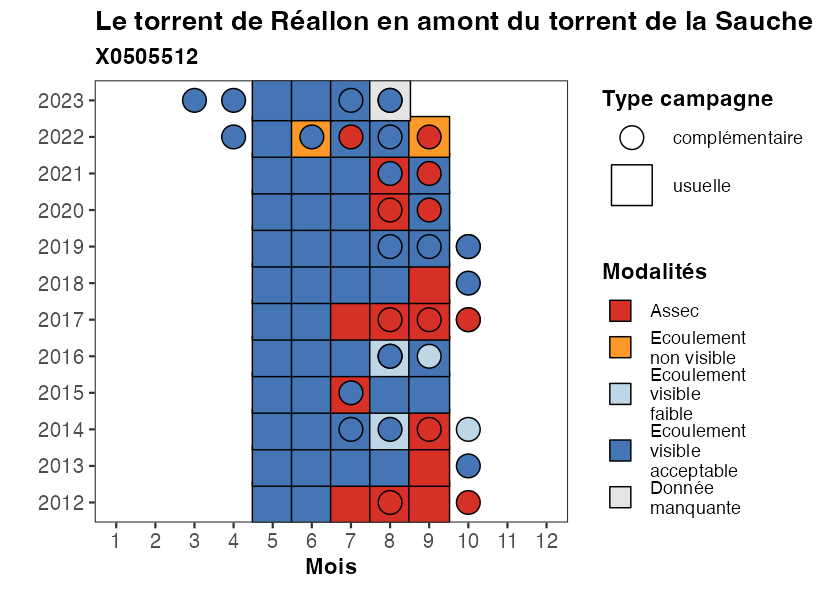 Le torrent de Réallon en amont du torrent de la Sauche
X0505512
2023
2022
2021
2020
2019
2018
2017
2016
2015
2014
2013
2012
1 2 3 4 5 6 7 8 9 10 11 12
Mois
Type campagne
complémentaire
usuelle
Modalités
Assec
Ecoulement
non visible
Ecoulement
visible
faible
Ecoulement
visible
acceptable
Donnée
manquante